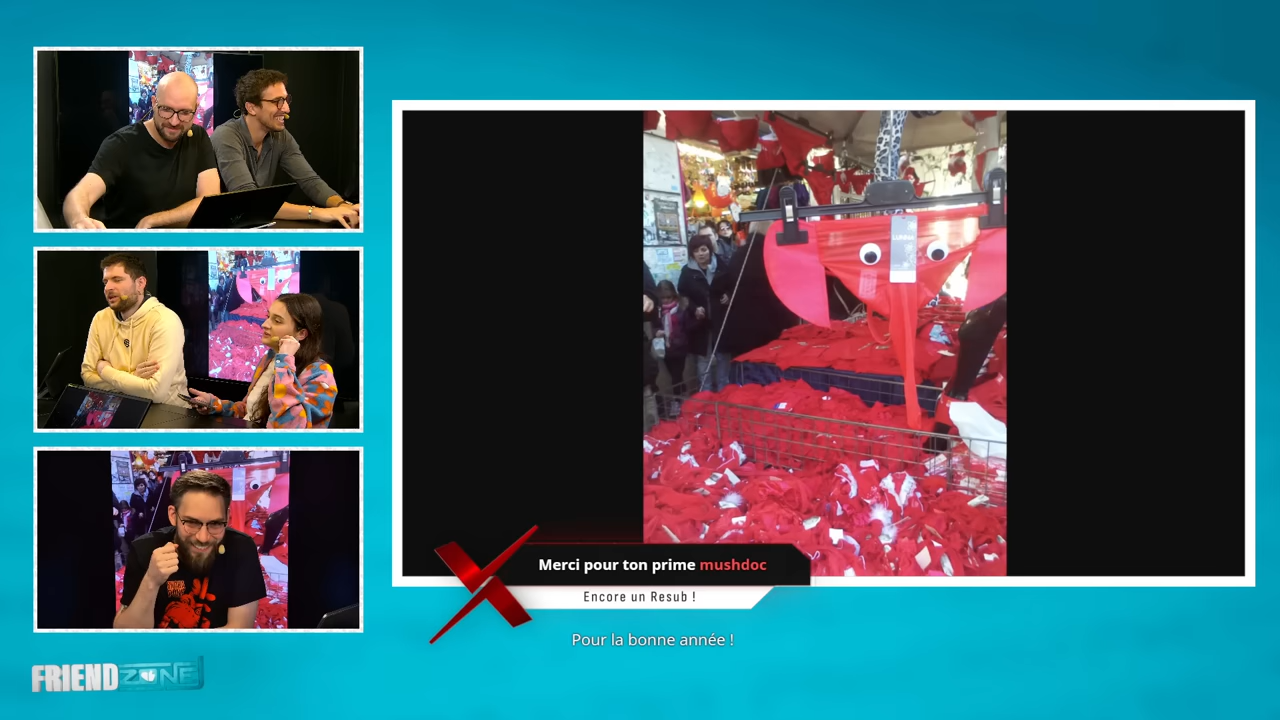 Merci pour ton prime mushdoc
Encore un Resub !
Pour la bonne année !
FRIENDZONE